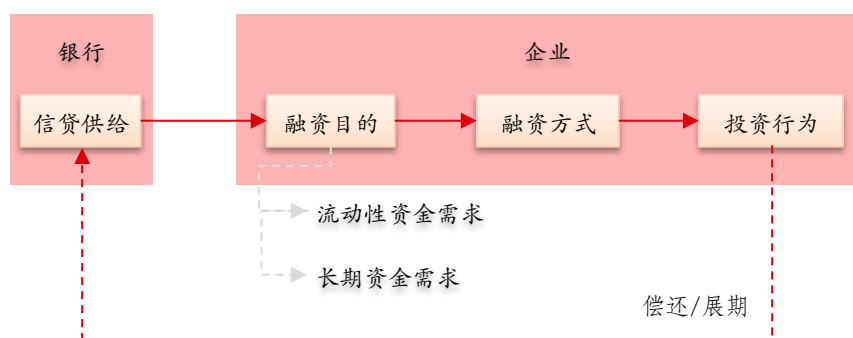 银行
企业
信贷供给
融资目的
融资方式
投资行为
流动性资金需求
长期资金需求
偿还/展期